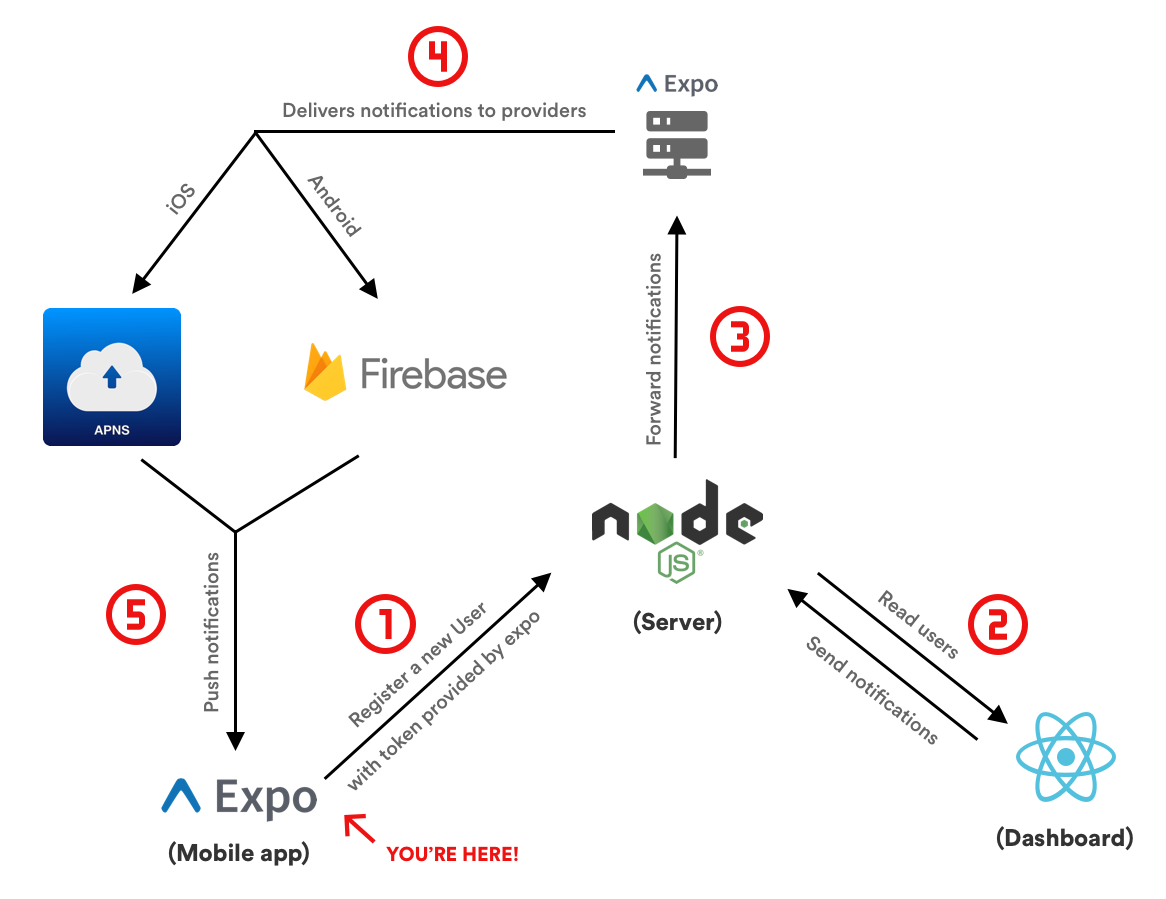 4
Expo
Delivers notifications to providers
iOS
Android
Forward notifications
3
APNS
Firebase
node
JS
®
(Server)
5
Push notifications
1
Register a new User
with token provided by expo
Read users
2
Send notifications
Expo
(Mobile app)
YOU'RE HERE!
(Dashboard)